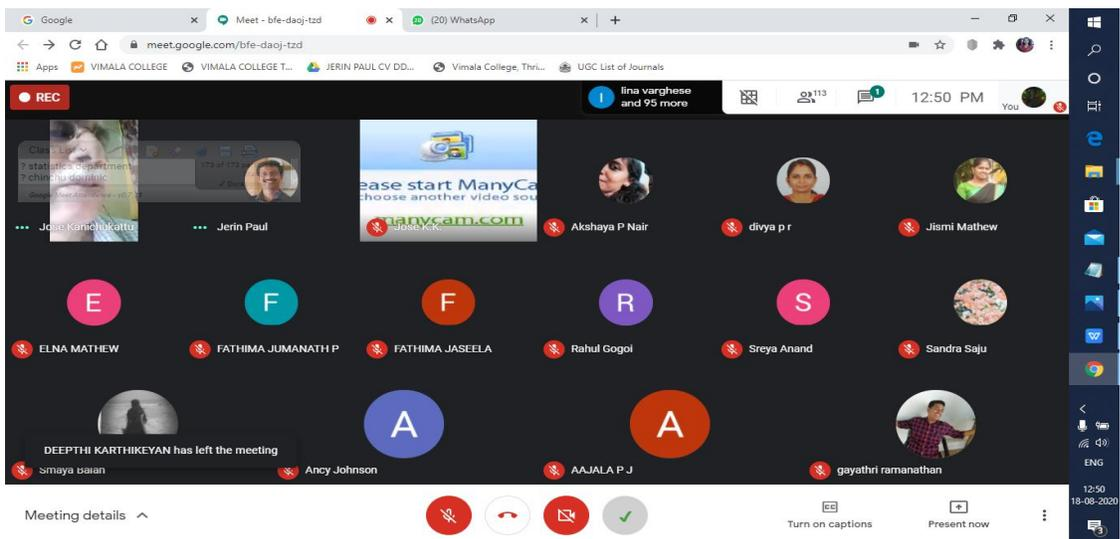 Google
Meet - bfe-daoj-tzd
(20) WhatsApp
meet.google.com/bfe-daoj-tzd
Apps
VIMALA COLLEGE
VIMALA COLLEGE T...
JERIN PAUL CV DD...
Vimala College, Thri...
UGC List of Journals
REC
I
lina varghese
and 95 more
113
1
12:50 PM
You
? statistics department
? chinchu dominic
ease start ManyCa
choose another video sou
manycam.com
Jose Kanichukattu
Jerin Paul
Jose K.K.
Akshaya P Nair
divya p r
Jismi Mathew
E
F
F
R
S
ELNA MATHEW
FATHIMA JUMANATH P
FATHIMA JASEELA
Rahul Gogoi
Sreya Anand
Sandra Saju
A
A
DEEPTHI KARTHIKEYAN has left the meeting
Smaya Balan
Ancy Johnson
AAJALA P J
gayathri ramanathan
Meeting details
CC
Turn on captions
Present now
ENG
12:50
18-08-2020
3